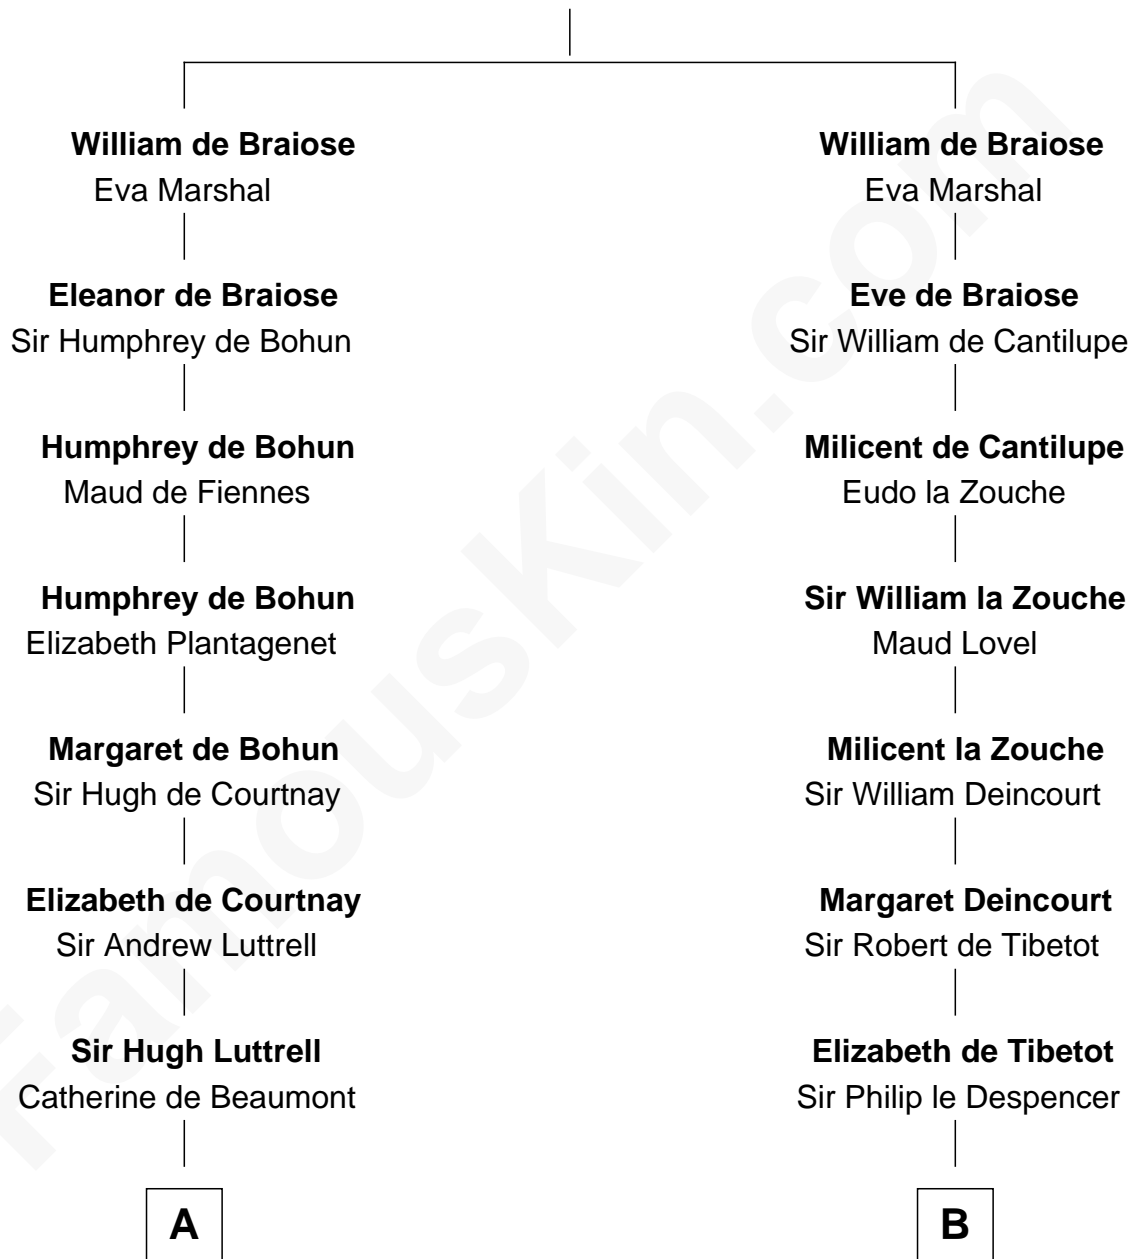 William de Braiose
Eva Marshal
Eleanor de Braiose
Sir Humphrey de Bohun
Humphrey de Bohun
Maud de Fiennes
Humphrey de Bohun
Elizabeth Plantagenet
Margaret de Bohun
Sir Hugh de Courtnay
Elizabeth de Courtnay
Sir Andrew Luttrell
Sir Hugh Luttrell
Catherine de Beaumont
A
William de Braiose
Eva Marshal
Eve de Braiose
Sir William de Cantilupe
Milicent de Cantilupe
Eudo la Zouche
Sir William la Zouche
Maud Lovel
Milicent la Zouche
Sir William Deincourt
Margaret Deincourt
Sir Robert de Tibetot
Elizabeth de Tibetot
Sir Philip le Despencer
B
FamousKin.com